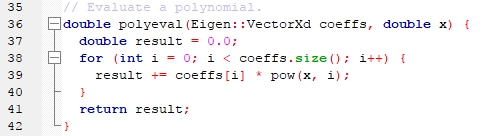 35 // Evaluate a polynomial.
36 double polyeval(Eigen::VectorXd coeffs, double x) {
37   double result = 0.0;
38   for (int i = 0; i < coeffs.size(); i++) {
39     result += coeffs[i] * pow(x, i);
40   }
41   return result;
42 }